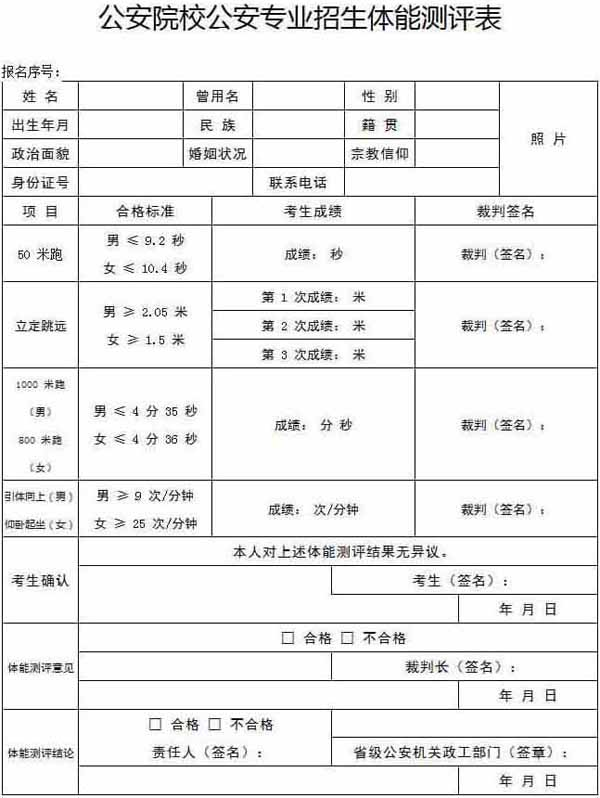 公安院校公安专业招生体能测评表
报名序号：
姓 名 曾用名 性 别
出生年月 民 族 籍 贯
照 片
政治面貌 婚姻状况 宗教信仰
身份证号 联系电话
项 目 合格标准 考生成绩 裁判签名
50 米跑
男 ≤ 9.2 秒
女 ≤ 10.4 秒
成绩： 秒
裁判（签名）：
立定跳远
男 ≥ 2.05 米
女 ≥ 1.5 米
第 1 次成绩： 米
第 2 次成绩： 米
第 3 次成绩： 米
裁判（签名）：
1000 米跑
（男）
800 米跑
（女）
男 ≤ 4 分 35 秒
女 ≤ 4 分 36 秒
成绩： 分 秒
裁判（签名）：
引体向上（男）
仰卧起坐（女）
男 ≥ 9 次/分钟
女 ≥ 25 次/分钟
成绩： 次/分钟
裁判（签名）：
考生确认
本人对上述体能测评结果无异议。
考生（签名）：
年 月 日
体能测评意见
□ 合格 □ 不合格
裁判长（签名）：
年 月 日
体能测评结论
□ 合格 □ 不合格
责任人（签名）：
省级公安机关政工部门（签章）：
年 月 日